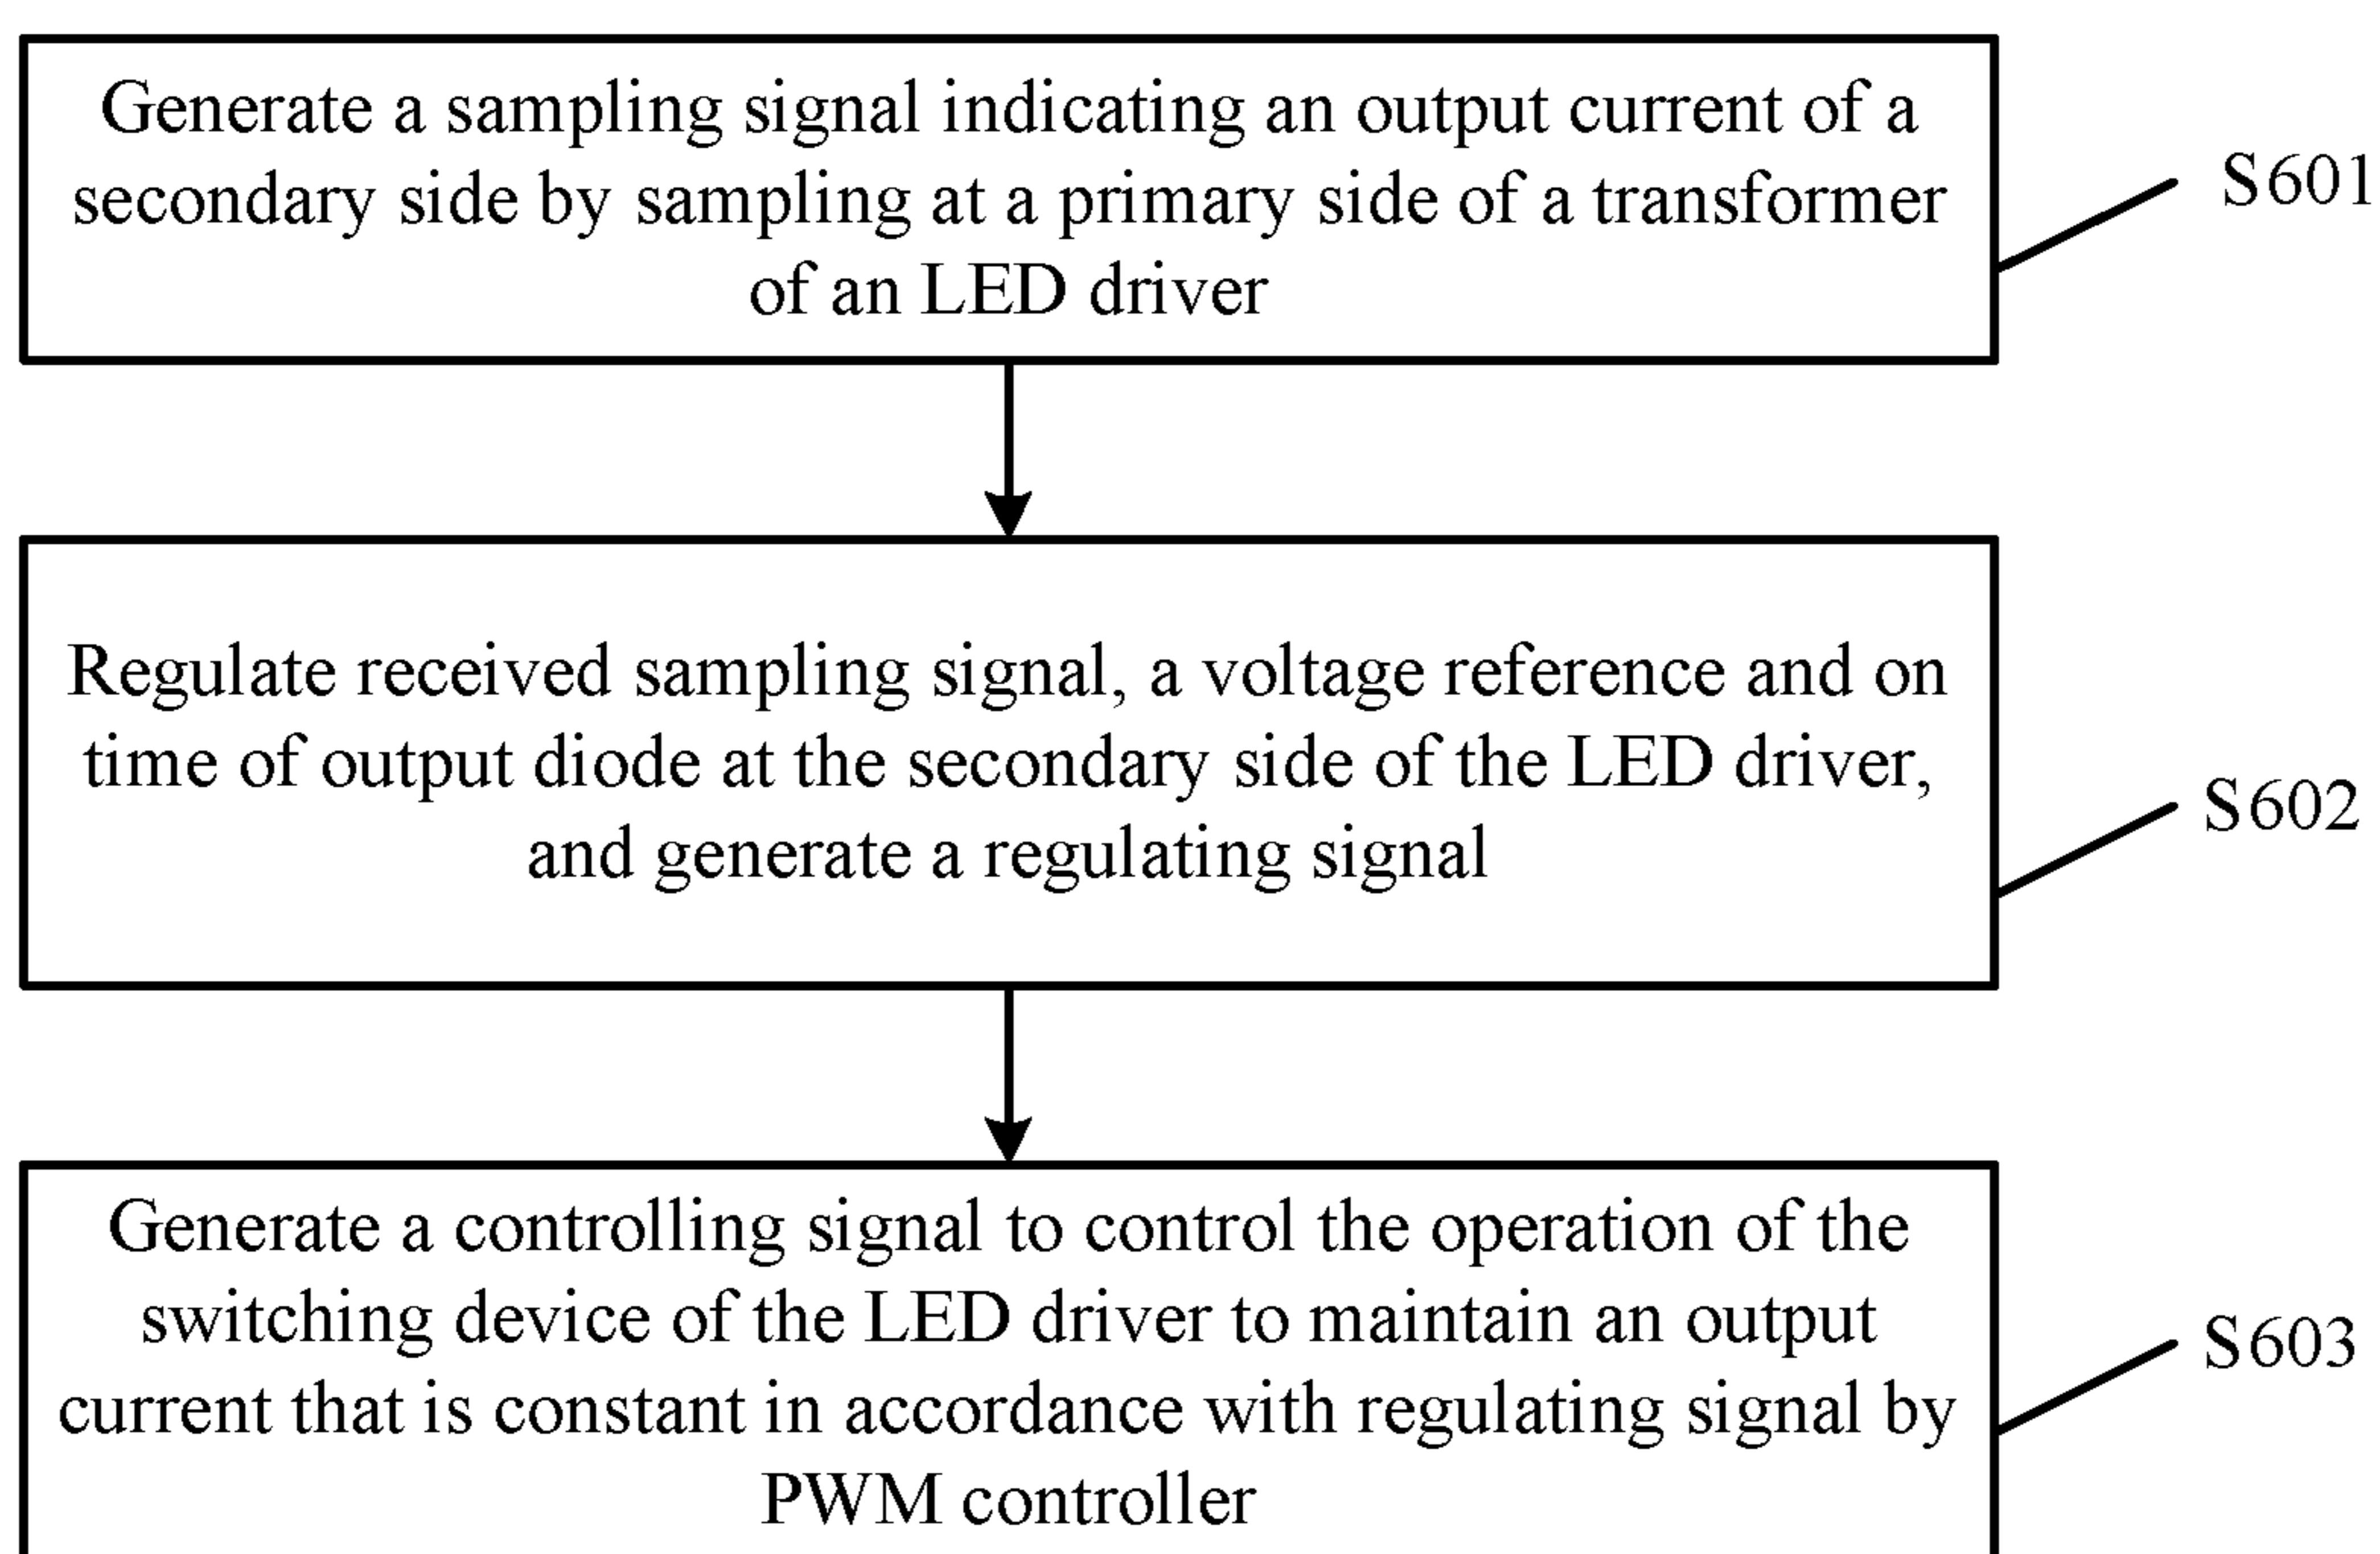 Generate a sampling signal indicating an output current of a
secondary side by sampling at a primary side of a transformer
of an LED driver
S601
Regulate received sampling signal, a voltage reference and on
time of output diode at the secondary side of the LED driver,
and generate a regulating signal
S602
Generate a controlling signal to control the operation of the
switching device of the LED driver to maintain an output
current that is constant in accordance with regulating signal by
PWM controller
S603